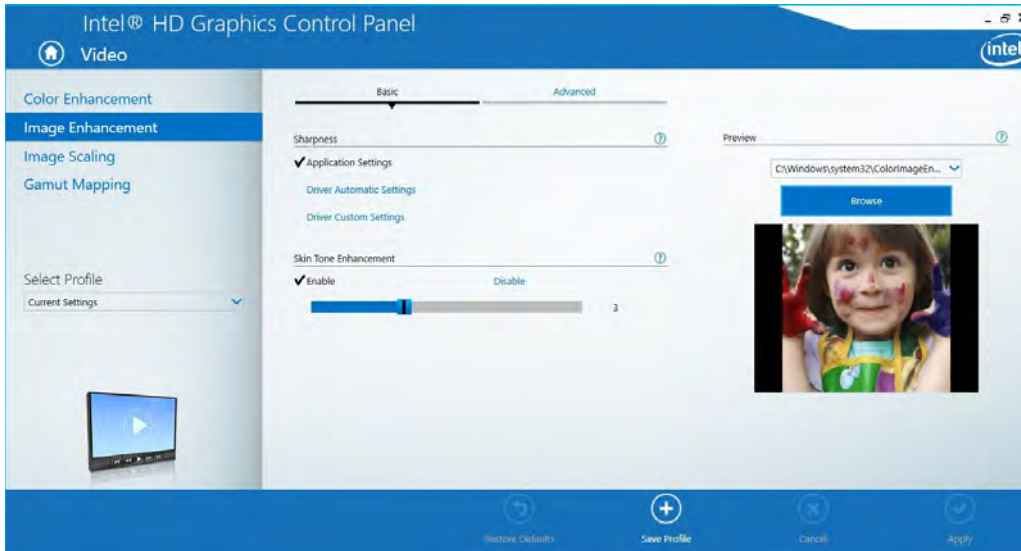 Intel® HD Graphics Control Panel
Video
intel
Color Enhancement
Image Enhancement
Image Scaling
Gamut Mapping
Select Profile
Current Settings
Basic
Advanced
Sharpness
Application Settings
Driver Automatic Settings
Driver Custom Settings
Skin Tone Enhancement
Enable
Disable
3
Preview
C:\Windows\system32\ColorImageEn...
Browse
Restore Defaults
Save Profile
Cancel
Apply